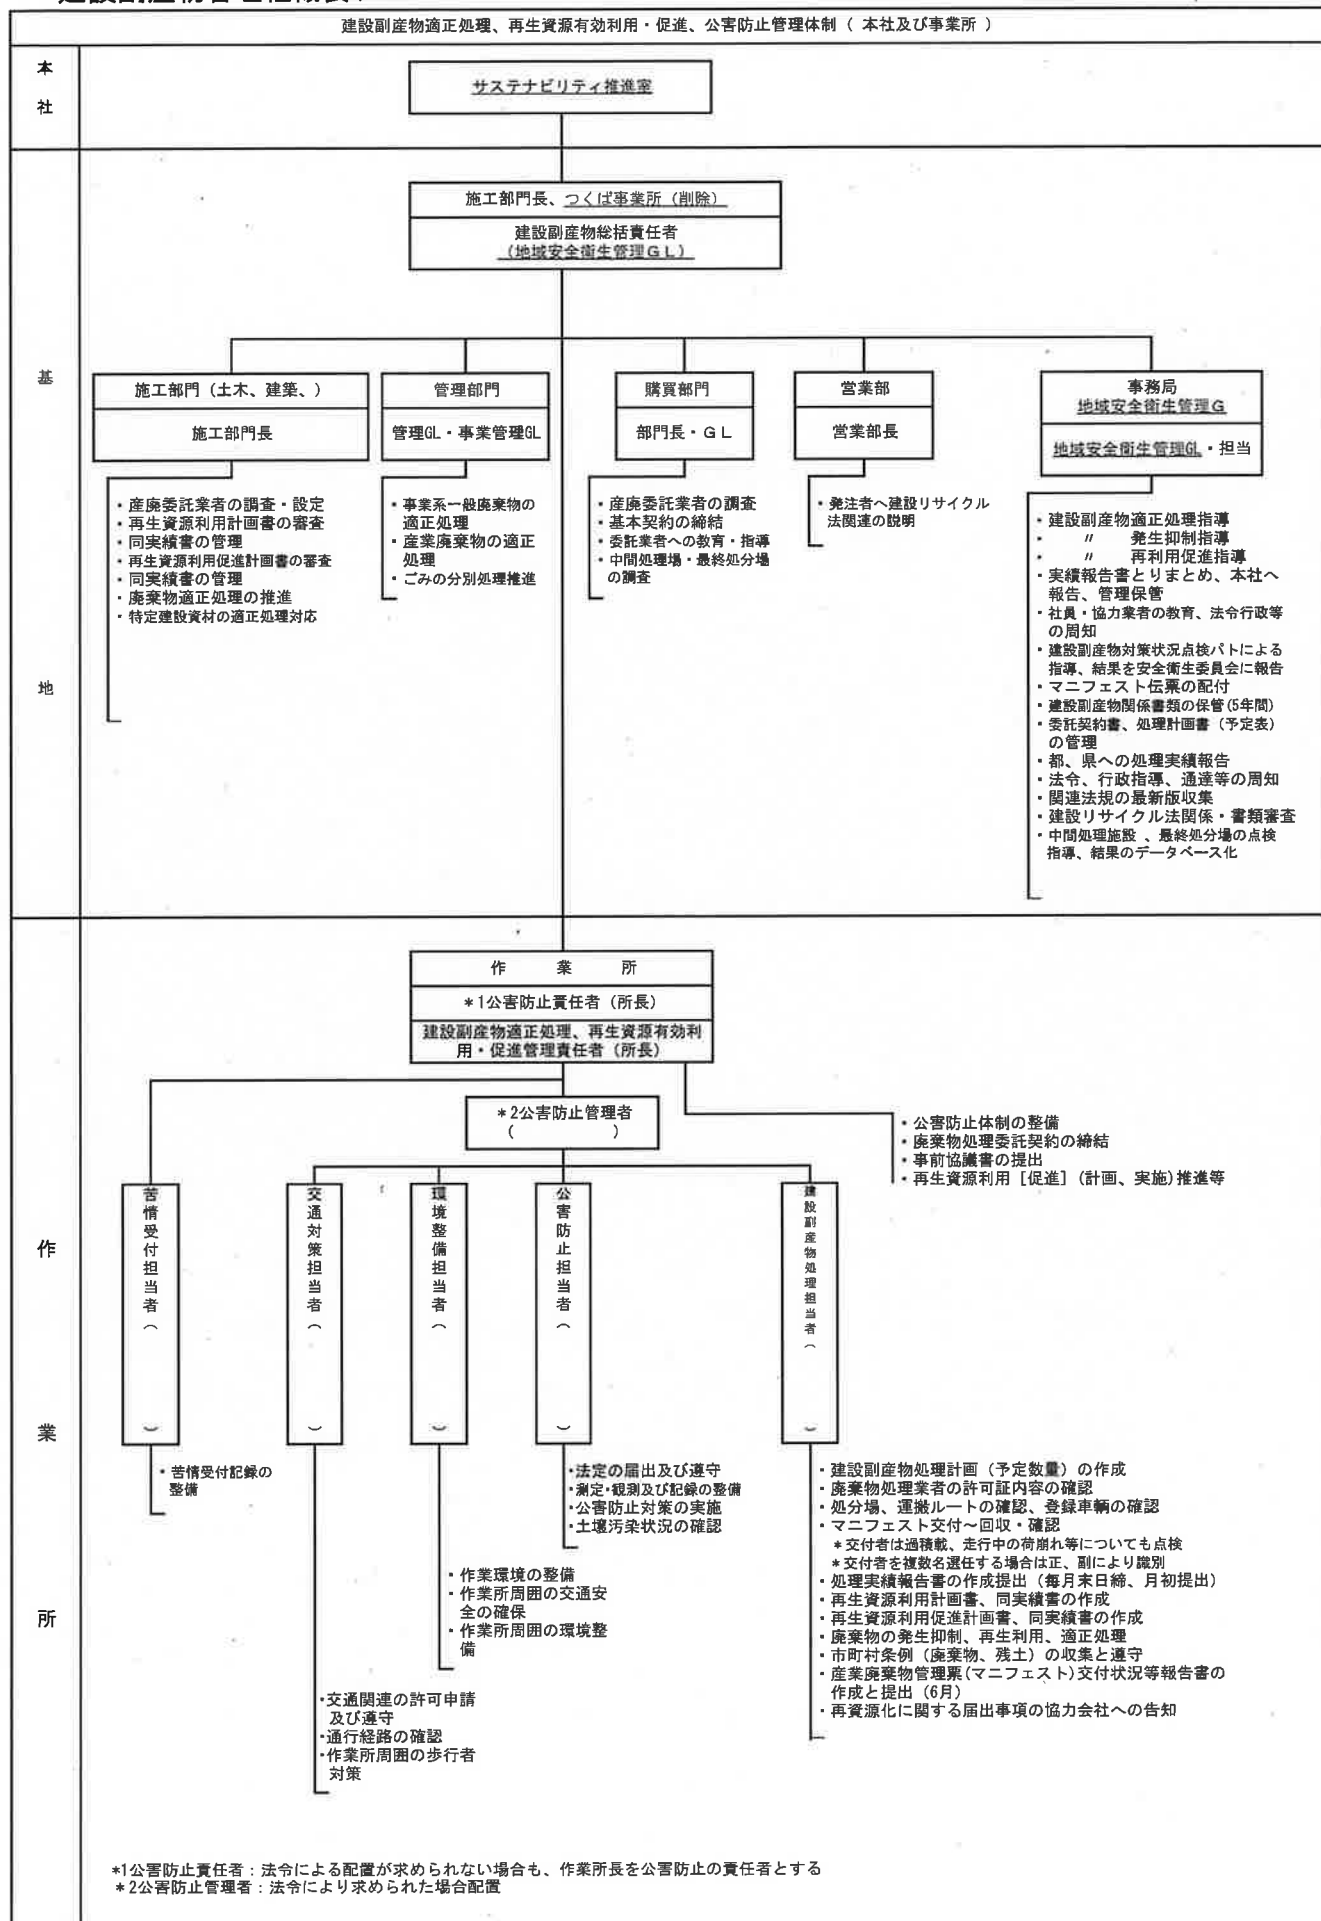 建設副産物適正処理、再生資源有効利用・促進、公害防止管理体制（ 本社及び事業所 ）
本社
サステナビリティ推進室
基地
施工部門長、つくば事業所（削除）
建設副産物総括責任者
（地域安全衛生管理ＧＬ）
施工部門（土木、建築、）
施工部門長
・産廃委託業者の調査・設定
・再生資源利用計画書の審査
・同実績書の管理
・再生資源利用促進計画書の審査
・同実績書の管理
・廃棄物適正処理の推進
・特定建設資材の適正処理対応
管理部門
管理GL・事業管理GL
・事業系一般廃棄物の
適正処理
・産業廃棄物の適正
処理
・ごみの分別処理推進
購買部門
部門長・ＧＬ
・産廃委託業者の調査
・基本契約の締結
・委託業者への教育・指導
・中間処理場・最終処分場
の調査
営業部
営業部長
・発注者へ建設リサイクル
法関連の説明
事務局
地域安全衛生管理Ｇ
地域安全衛生管理GL・担当
・建設副産物適正処理指導
・　〃　発生抑制指導
・　〃　再利用促進指導
・実績報告書とりまとめ、本社へ
報告、管理保管
・社員・協力業者の教育、法令行政等
の周知
・建設副産物対策状況点検パトによる
指導、結果を安全衛生委員会に報告
・マニフェスト伝票の配付
・建設副産物関係書類の保管(5年間)
・委託契約書、処理計画書（予定表）
の管理
・都、県への処理実績報告
・法令、行政指導、通達等の周知
・関連法規の最新版収集
・建設リサイクル法関係・書類審査
・中間処理施設 、最終処分場の点検
指導、結果のデータベース化
作業所
作　業　所
＊1公害防止責任者（所長）
建設副産物適正処理、再生資源有効利
用・促進管理責任者（所長）
＊2公害防止管理者
（　　　　　　）
・公害防止体制の整備
・廃棄物処理委託契約の締結
・事前協議書の提出
・再生資源利用［促進］(計画、実施)推進等
苦情受付担当者（　　　）
・苦情受付記録の
整備
交通対策担当者（　　　）
・交通関連の許可申請
及び遵守
・通行経路の確認
・作業所周囲の歩行者
対策
環境整備担当者（　　　）
・作業環境の整備
・作業所周囲の交通安
全の確保
・作業所周囲の環境整
備
公害防止担当者（　　　）
・法定の届出及び遵守
・測定・観測及び記録の整備
・公害防止対策の実施
・土壌汚染状況の確認
建設副産物処理担当者（　　　）
・建設副産物処理計画（予定数量）の作成
・廃棄物処理業者の許可証内容の確認
・処分場、運搬ルートの確認、登録車輌の確認
・マニフェスト交付～回収・確認
＊交付者は過積載、走行中の荷崩れ等についても点検
＊交付者を複数名選任する場合は正、副により識別
・処理実績報告書の作成提出（毎月末日締、月初提出）
・再生資源利用計画書、同実績書の作成
・再生資源利用促進計画書、同実績書の作成
・廃棄物の発生抑制、再生利用、適正処理
・市町村条例（廃棄物、残土）の収集と遵守
・産業廃棄物管理票(マニフェスト)交付状況等報告書の
作成と提出（6月）
・再資源化に関する届出事項の協力会社への告知
*1公害防止責任者：法令による配置が求められない場合も、作業所長を公害防止の責任者とする
＊2公害防止管理者：法令により求められた場合配置